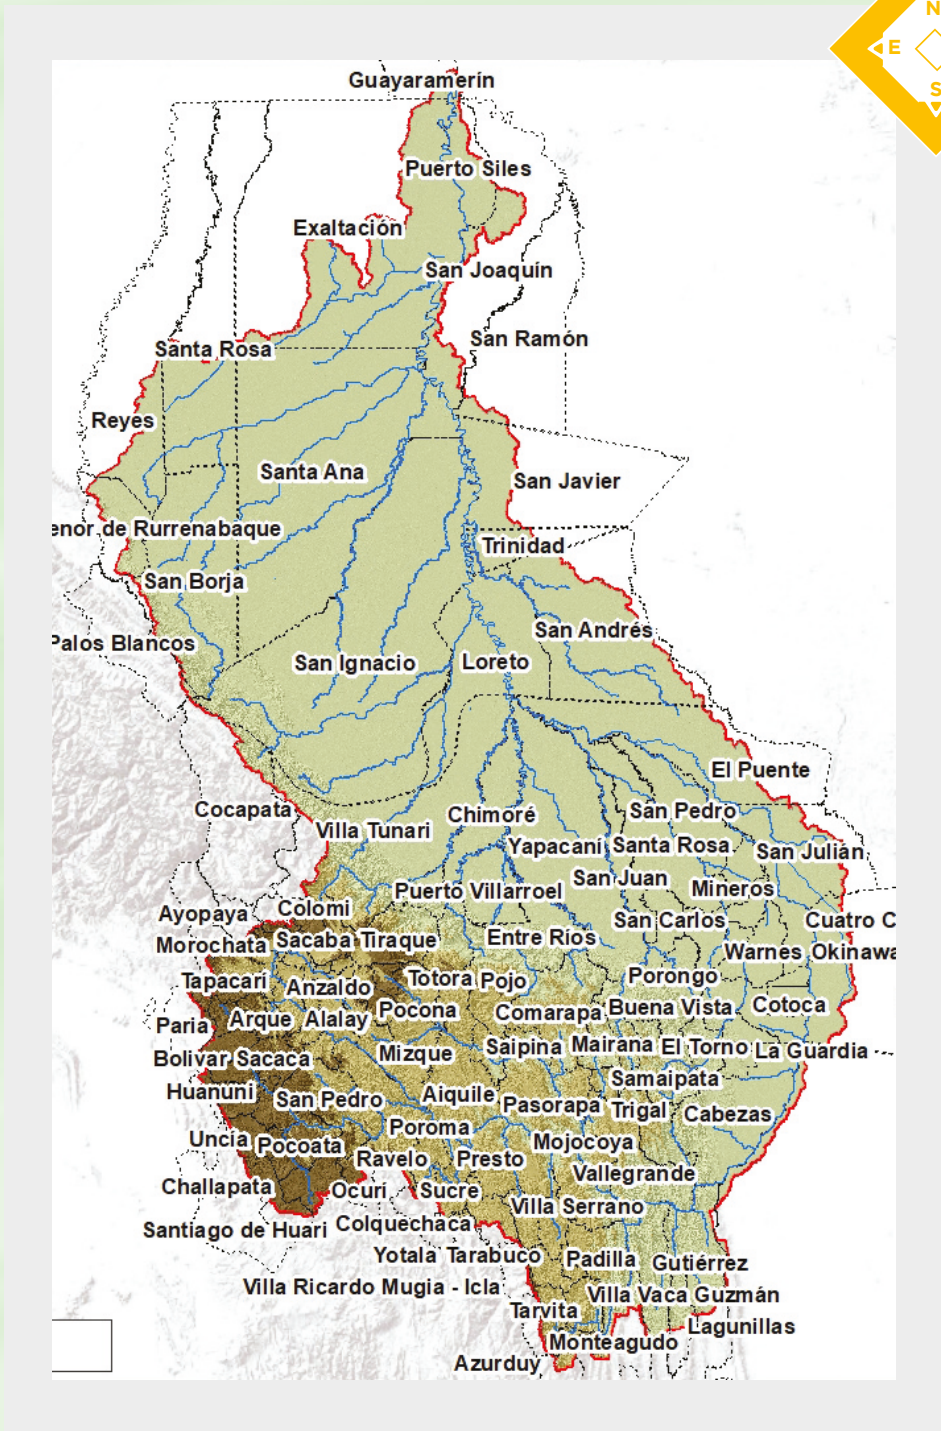 N
E
S
Guayaramerín
Puerto Siles
Exaltación
San Joaquín
San Ramón
Santa Rosa
Reyes
Santa Ana
San Javier
enor de Rurrenabaque
Trinidad
San Borja
San Andrés
Palos Blancos
San Ignacio
Loreto
El Puente
Cocapata
Villa Tunari
Chimoré
San Pedro
Yapacaní
Santa Rosa
San Julián
San Juan
Mineros
Puerto Villarroel
Ayopaya
Colomi
San Carlos
Cuatro C
Morochata
Sacaba
Tiraque
Entre Ríos
Warnes
Okinawa
Tapacarí
Anzaldo
Totora
Pojo
Porongo
Paria
Arque
Alalay
Pocona
Comarapa
Buena Vista
Cotoca
Bolivar
Sacaca
Mizque
Saipina
Mairana
El Torno
La Guardia
Huanuni
San Pedro
Aiquile
Pasorapa
Samaipata
Trigal
Cabezas
Uncía
Pocoata
Poroma
Mojocoya
Ravelo
Presto
Vallegrande
Challapata
Ocurí
Sucre
Villa Serrano
Santiago de Huari
Colquechaca
Yotala
Tarabuco
Padilla
Gutiérrez
Villa Ricardo Mugia - Icla
Villa Vaca Guzmán
Tarvita
Lagunillas
Monteagudo
Azurduy